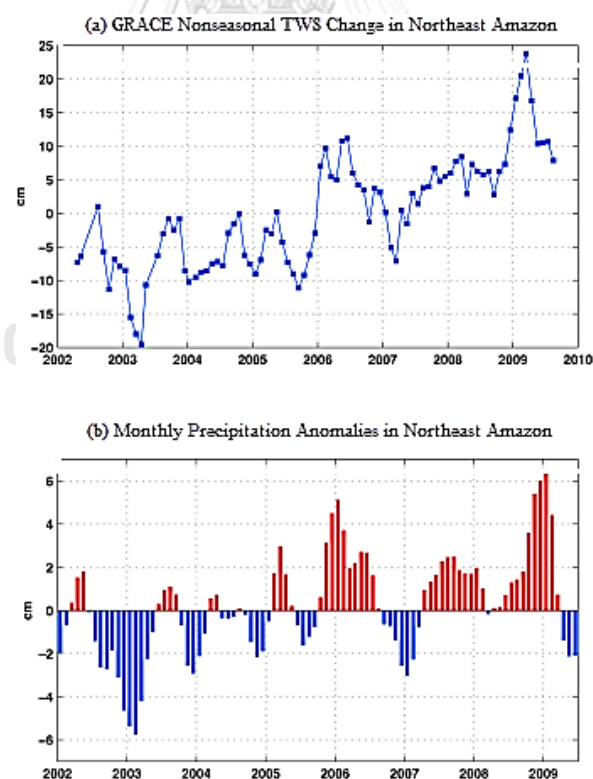 (a) GRACE Nonseasonal TWS Change in Northeast Amazon
25
20
15
10
5
0
−5
−10
−15
−20
cm
2002 2003 2004 2005 2006 2007 2008 2009 2010
(b) Monthly Precipitation Anomalies in Northeast Amazon
6
4
2
0
−2
−4
−6
cm
2002 2003 2004 2005 2006 2007 2008 2009